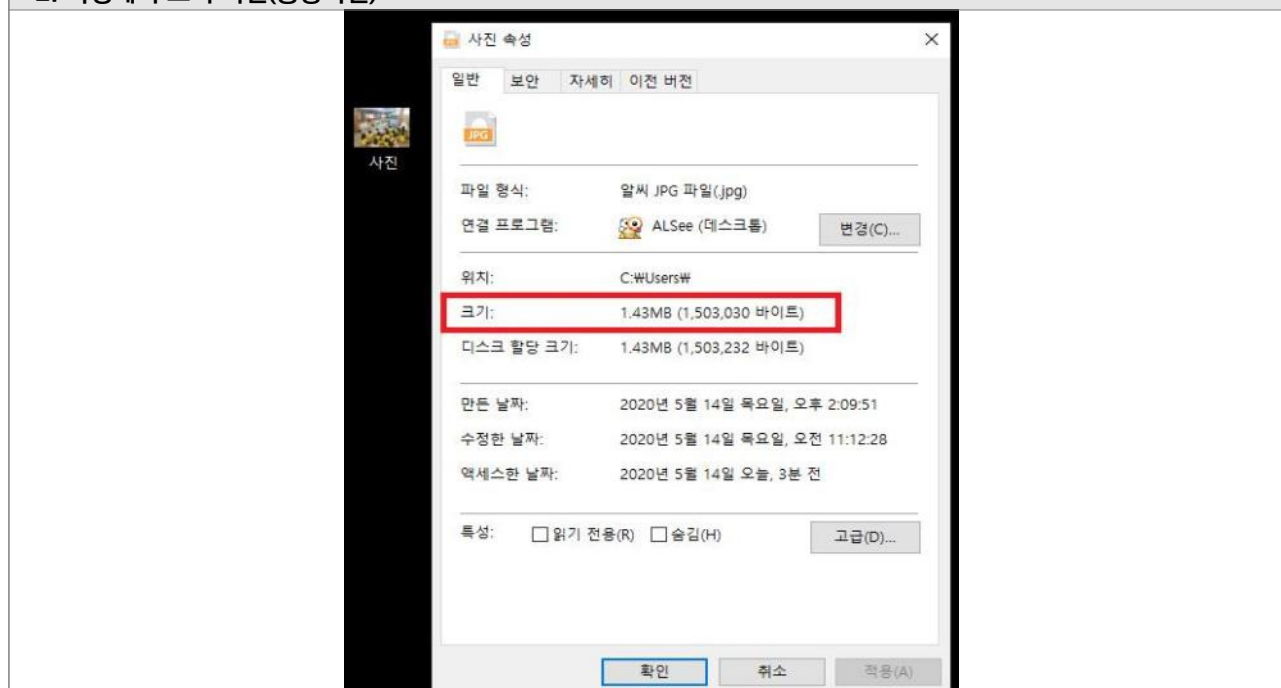 사진 속성
일반 보안 자세히 이전 버전
JPG
사진
파일 형식: 알씨 JPG 파일(.jpg)
연결 프로그램: ALSee (데스크톱) 변경(C)...
위치: C:₩Users₩
크기: 1.43MB (1,503,030 바이트)
디스크 할당 크기: 1.43MB (1,503,232 바이트)
만든 날짜: 2020년 5월 14일 목요일, 오후 2:09:51
수정한 날짜: 2020년 5월 14일 목요일, 오전 11:12:28
액세스한 날짜: 2020년 5월 14일 오늘, 3분 전
특성: 읽기 전용(R) 숨김(H) 고급(D)...
확인 취소 적용(A)